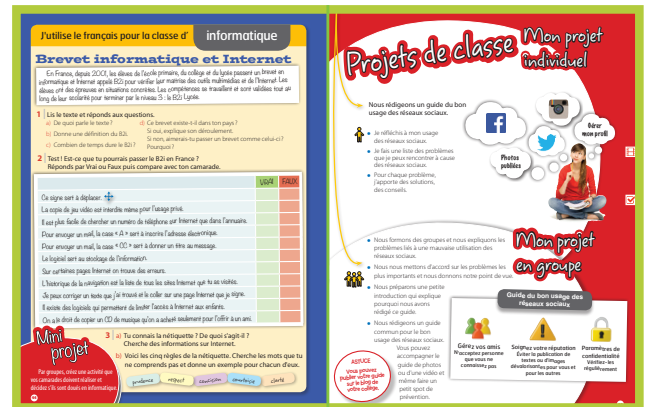 J'utilise le français pour la classe d'
informatique
Brevet informatique et Internet
En France, depuis 2001, les élèves de l'école primaire, du collège et du lycée passent un brevet en
informatique et Internet appelé B2i pour vérifier leur maîtrise des outils multimédias et de l'Internet. Les
élèves ont des épreuves en situations concrètes. Les compétences se travaillent et sont validées tout au
long de leur scolarité pour terminer par le niveau 3 : le B2i Lycée.
1 Lis le texte et réponds aux questions.
a) De quoi parle le texte ?
b) Donne une définition du B2i.
c) Combien de temps dure le B2i ?
d) Ce brevet existe-t-il dans ton pays ?
Si oui, explique son déroulement.
Si non, aimerais-tu passer un brevet comme celui-ci ?
Pourquoi ?
2 Test ! Est-ce que tu pourrais passer le B2i en France ?
Réponds par Vrai ou Faux puis compare avec ton camarade.
VRAI FAUX
Ce signe sert à déplacer.
La copie de jeu vidéo est interdite même pour l'usage privé.
Il est plus facile de chercher un numéro de téléphone sur Internet que dans l'annuaire.
Pour envoyer un mail, la case « A » sert à inscrire l'adresse électronique.
Pour envoyer un mail, la case « CC » sert à donner un titre au message.
Le logiciel sert au stockage de l'information.
Sur certaines pages Internet on trouve des erreurs.
L'historique de la navigation est la liste de tous les sites Internet que tu as visités.
Je peux corriger un texte que j'ai trouvé et le coller sur une page Internet que je signe.
Il existe des logiciels qui permettent de limiter l'accès à Internet aux enfants.
On a le droit de copier un CD de musique qu'on a acheté seulement pour l'offrir à un ami.
3 a) Tu connais la nétiquette ? De quoi s'agit-il ?
Cherche des informations sur Internet.
b) Voici les cinq règles de la nétiquette. Cherche les mots que tu
ne comprends pas et donne un exemple pour chacun d'eux.
prudence
respect
concision
courtoisie
clarté
Mini
projet
Par groupes, créez une activité que
vos camarades doivent réaliser et
décidez s'ils sont doués en informatique.
Projets de classe
Mon projet
individuel
Nous rédigeons un guide du bon
usage des réseaux sociaux.
Je réfléchis à mon usage
des réseaux sociaux.
Je fais une liste des problèmes
que je peux rencontrer à cause
des réseaux sociaux.
Pour chaque problème,
j'apporte des solutions,
des conseils.
Gérer
mon profil
Photos
publiées
Mon projet
en groupe
Nous formons des groupes et nous expliquons les
problèmes liés à une mauvaise utilisation des
réseaux sociaux.
Nous nous mettons d'accord sur les problèmes les
plus importants et nous donnons notre point de vue.
Nous préparons une petite
introduction qui explique
pourquoi nous avons
rédigé ce guide.
Nous rédigeons un guide
commun pour le bon
usage des réseaux sociaux.
Vous pouvez
accompagner le
guide de photos
ou d'une vidéo et
même faire un
petit spot de
prévention.
ASTUCE
Vous pouvez
publier votre guide
sur le blog de
votre collège.
Guide du bon usage des
réseaux sociaux
Gérez vos amis
N'acceptez personne
que vous ne
connaissez pas
Soignez votre réputation
Éviter la publication de
textes ou d'images
dévalorisantes pour vous et
pour les autres
Paramètres de
confidentialité
Vérifiez-les
régulièrement